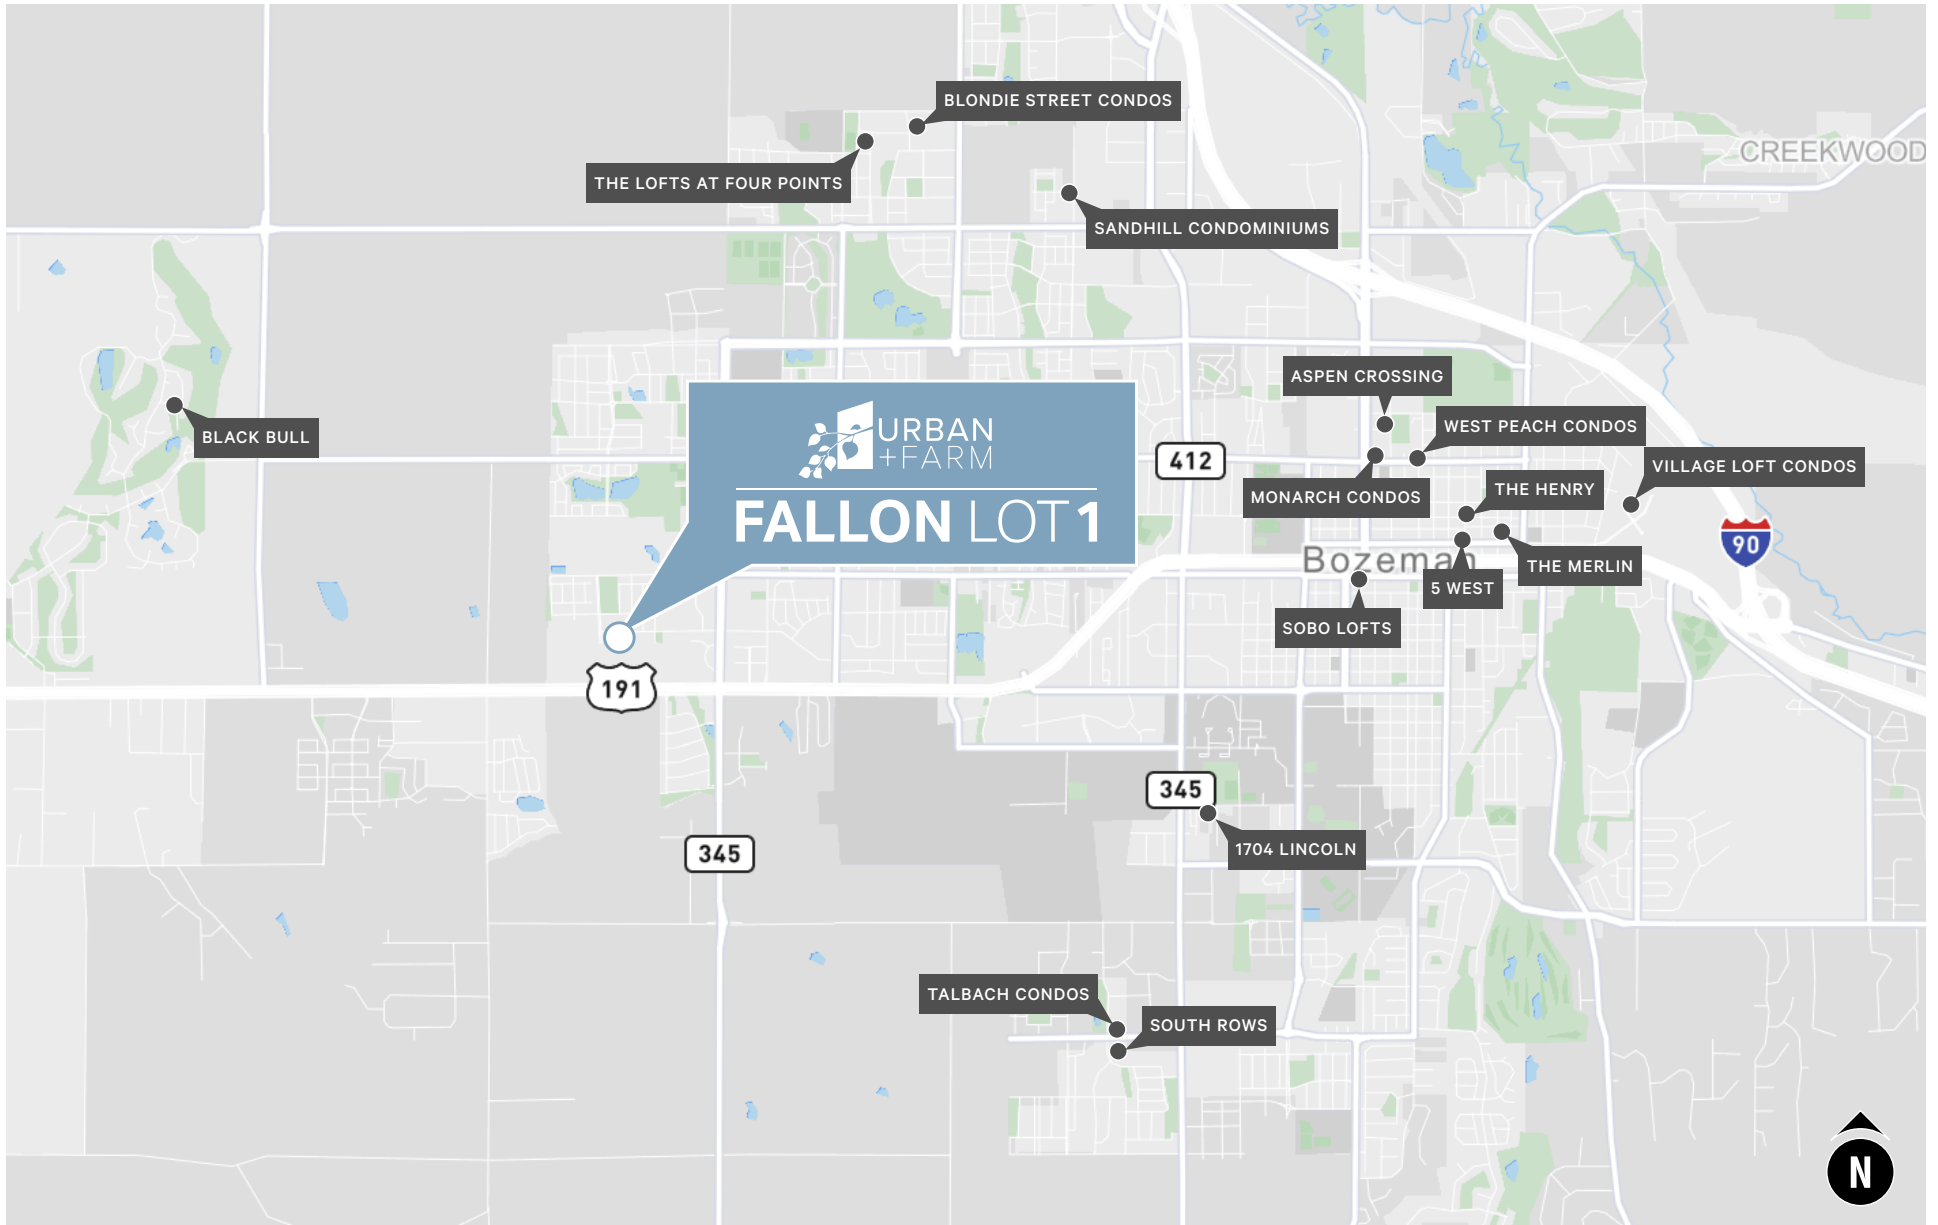 BLONDIE STREET CONDOS
CREEKWOOD
THE LOFTS AT FOUR POINTS
SANDHILL CONDOMINIUMS
ASPEN CROSSING
BLACK BULL
URBAN
+FARM
FALLON LOT 1
412
WEST PEACH CONDOS
VILLAGE LOFT CONDOS
MONARCH CONDOS
THE HENRY
90
Bozeman
THE MERLIN
5 WEST
SOBO LOFTS
191
345
1704 LINCOLN
345
TALBACH CONDOS
SOUTH ROWS
N